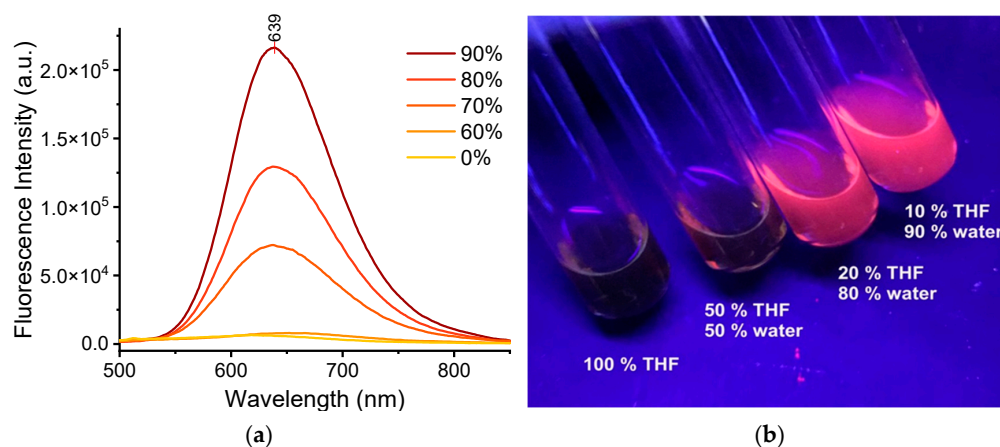 639
90%
80%
70%
60%
0%
Fluorescence Intensity (a.u.)
2.0×10⁵
1.5×10⁵
1.0×10⁵
5.0×10⁴
0.0
500
600
700
800
Wavelength (nm)
(a)
10 % THF
90 % water
20 % THF
80 % water
50 % THF
50 % water
100 % THF
(b)